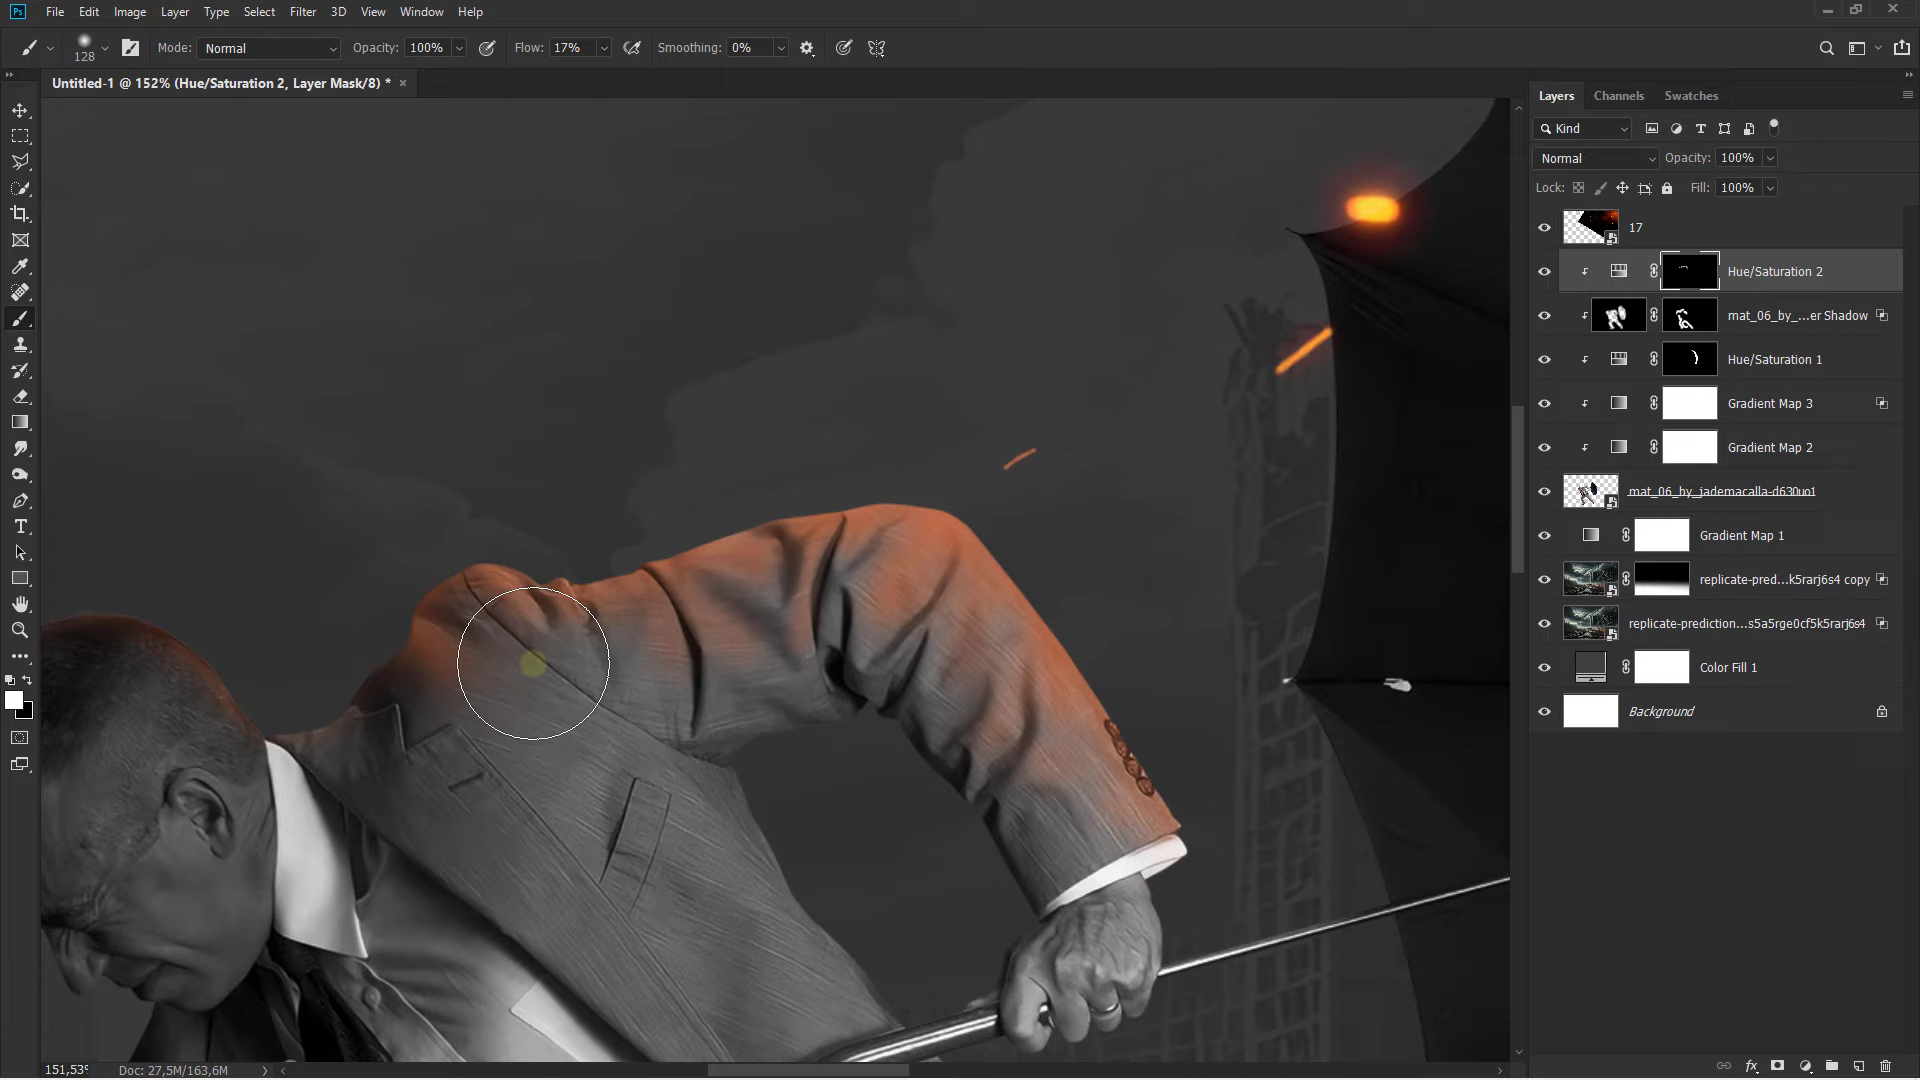 Ps File Edit Image Layer Type Select Filter 3D View Window Help
128 Mode: Normal Opacity: 100% Flow: 17% Smoothing: 0%
Untitled-1 @ 152% (Hue/Saturation 2, Layer Mask/8) * ×
Layers Channels Swatches
Kind
Normal Opacity: 100%
Lock: Fill: 100%
17
Hue/Saturation 2
mat_06_by_...er Shadow
Hue/Saturation 1
Gradient Map 3
Gradient Map 2
mat_06_by_jademacalla-d630uo1
Gradient Map 1
replicate-pred...k5rarj6s4 copy
replicate-prediction...s5a5rge0cf5k5rarj6s4
Color Fill 1
Background
151,53% Doc: 27,5M/163,6M
fx